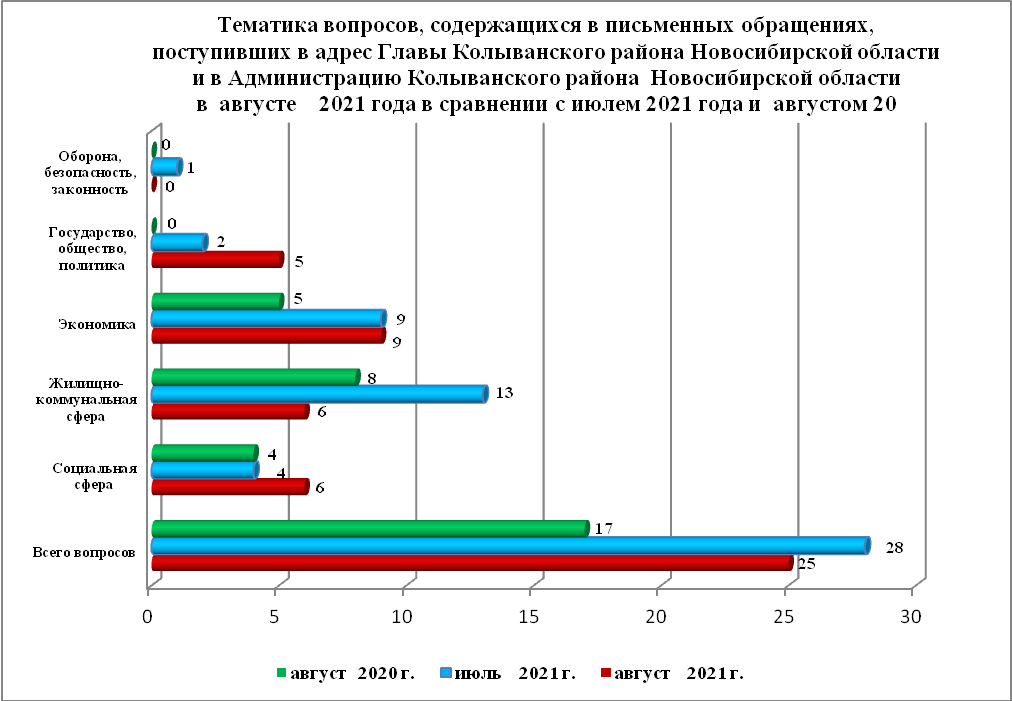 Тематика вопросов, содержащихся в письменных обращениях,
поступивших в адрес Главы Колыванского района Новосибирской области
и в Администрацию Колыванского района Новосибирской области
в августе 2021 года в сравнении с июлем 2021 года и августом 20
Оборона,
безопасность,
законность
0
1
0
Государство,
общество,
политика
0
2
5
Экономика
5
9
9
Жилищно-
коммунальная
сфера
8
13
6
Социальная
сфера
4
4
6
Всего вопросов
17
28
25
0 5 10 15 20 25 30
август 2020 г. июль 2021 г. август 2021 г.